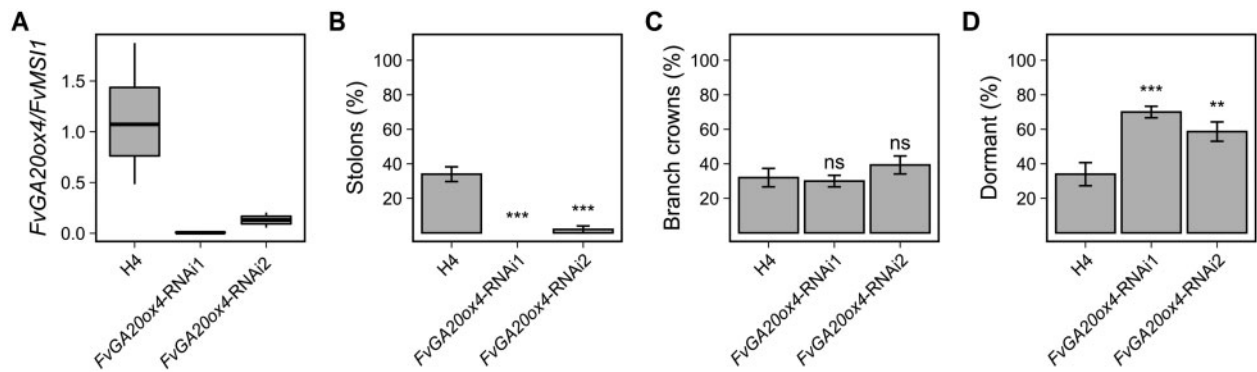 A
FvGA20ox4/FvMSI1
1.5
1.0
0.5
0.0
H4
FvGA20ox4-RNAi1
FvGA20ox4-RNAi2
B
Stolons (%)
100
80
60
40
20
***
***
H4
FvGA20ox4-RNAi1
FvGA20ox4-RNAi2
C
Branch crowns (%)
100
80
60
40
20
ns
ns
H4
FvGA20ox4-RNAi1
FvGA20ox4-RNAi2
D
Dormant (%)
100
80
60
40
20
***
**
H4
FvGA20ox4-RNAi1
FvGA20ox4-RNAi2